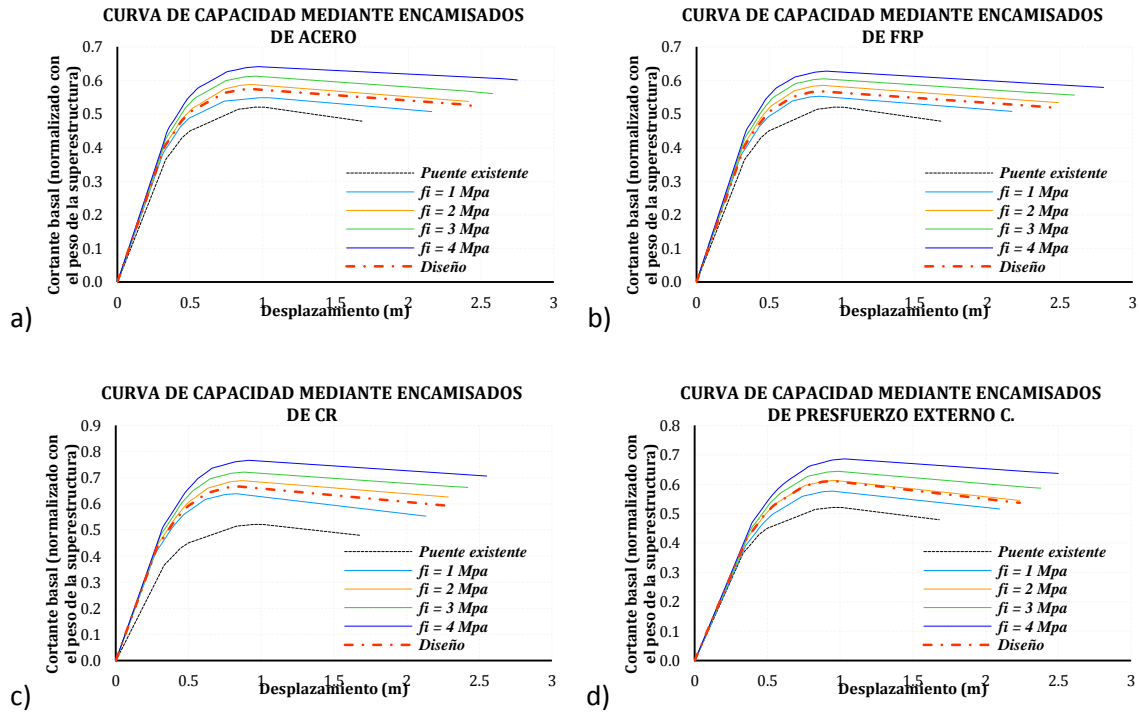 CURVA DE CAPACIDAD MEDIANTE ENCAMISADOS
DE ACERO
Cortante basal (normalizado con
el peso de la superestructura)
0.7
0.6
0.5
0.4
0.3
0.2
0.1
0.0
Puente existente
fi = 1 Mpa
fi = 2 Mpa
fi = 3 Mpa
fi = 4 Mpa
Diseño
0 0.5 1 1.5 2 2.5 3
Desplazamiento (m)
a)
CURVA DE CAPACIDAD MEDIANTE ENCAMISADOS
DE FRP
Cortante basal (normalizado con
el peso de la superestructura)
0.7
0.6
0.5
0.4
0.3
0.2
0.1
0.0
Puente existente
fi = 1 Mpa
fi = 2 Mpa
fi = 3 Mpa
fi = 4 Mpa
Diseño
0 0.5 1 1.5 2 2.5 3
Desplazamiento (m)
b)
CURVA DE CAPACIDAD MEDIANTE ENCAMISADOS
DE CR
Cortante basal (normalizado con
el peso de la superestructura)
0.9
0.8
0.7
0.6
0.5
0.4
0.3
0.2
0.1
0.0
Puente existente
fi = 1 Mpa
fi = 2 Mpa
fi = 3 Mpa
fi = 4 Mpa
Diseño
0 0.5 1 1.5 2 2.5 3
Desplazamiento (m)
c)
CURVA DE CAPACIDAD MEDIANTE ENCAMISADOS
DE PRESFUERZO EXTERNO C.
Cortante basal (normalizado con
el peso de la superestructura)
0.8
0.7
0.6
0.5
0.4
0.3
0.2
0.1
0.0
Puente existente
fi = 1 Mpa
fi = 2 Mpa
fi = 3 Mpa
fi = 4 Mpa
Diseño
0 0.5 1 1.5 2 2.5 3
Desplazamiento (m)
d)